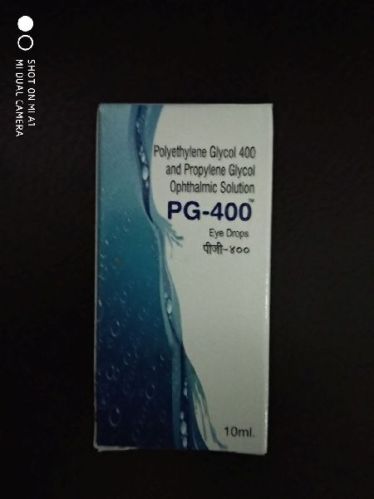 SHOT ON MI A1
MI DUAL CAMERA
Polyethylene Glycol 400
and Propylene Glycol
Ophthalmic Solution
PG-400™
Eye Drops
पीजी-४००
10ml.